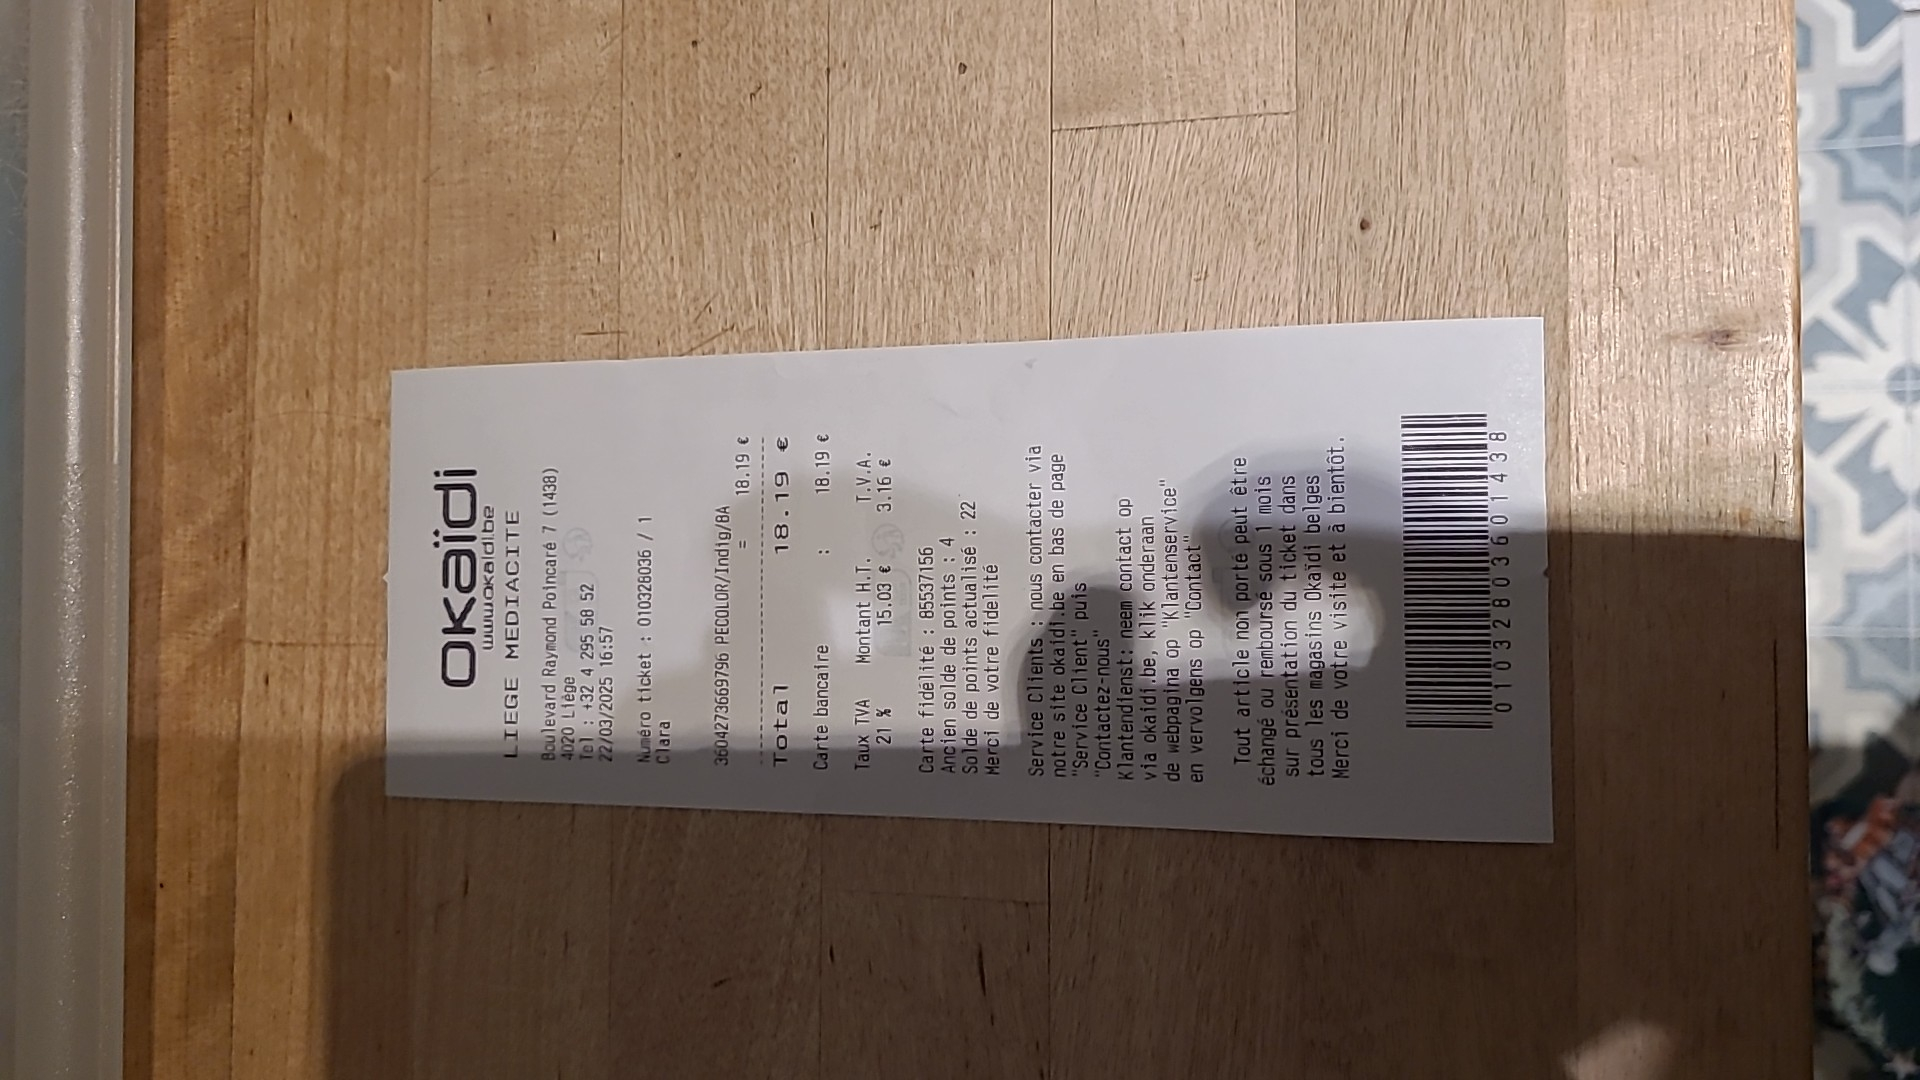 okaïdi
www.okaidi.be
LIEGE MEDIACITE
Boulevard Raymond Poincaré 7 (1438)
4020 Liège
Tel : +32 4 295 58 52
22/03/2025 16:57
Numéro ticket : 010328036 / 1
Clara
3604273669796 PECOLOR/Indig/8A
= 18.19 €
Total 18.19 €
Carte bancaire : 18.19 €
Taux TVA Montant H.T. T.V.A.
21 % 15.03 € 3.16 €
Carte fidélité : 85537156
Ancien solde de points : 4
Solde de points actualisé : 22
Merci de votre fidelité
Service Clients : nous contacter via
notre site okaidi.be en bas de page
"Service Client" puis
"Contactez-nous"
Klantendienst: neem contact op
via okaidi.be, klik onderaan
de webpagina op "Klantenservice"
en vervolgens op "Contact"
Tout article non porté peut être
échangé ou remboursé sous 1 mois
sur présentation du ticket dans
tous les magasins Okaïdi belges
Merci de votre visite et à bientôt.
01032803601438